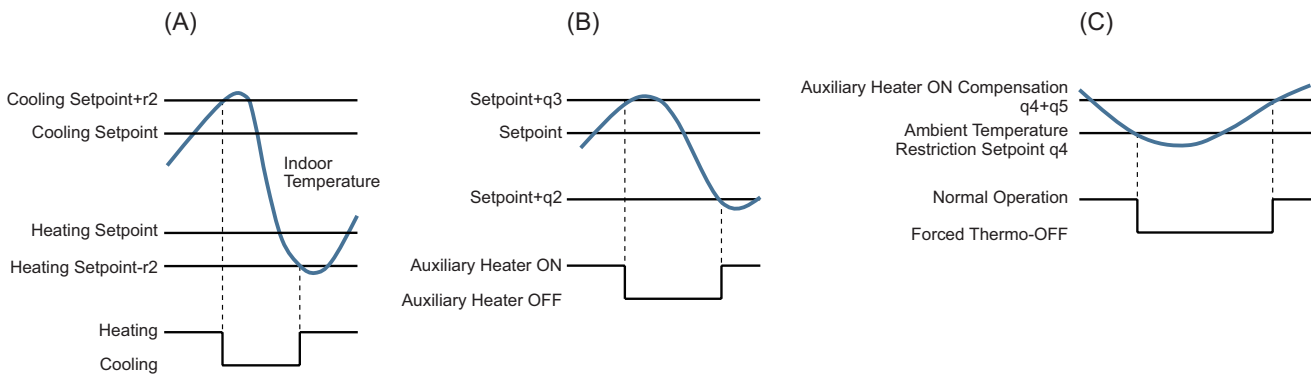 (A)
Cooling Setpoint+r2
Cooling Setpoint
Indoor
Temperature
Heating Setpoint
Heating Setpoint-r2
Heating
Cooling
(B)
Setpoint+q3
Setpoint
Setpoint+q2
Auxiliary Heater ON
Auxiliary Heater OFF
(C)
Auxiliary Heater ON Compensation
q4+q5
Ambient Temperature
Restriction Setpoint q4
Normal Operation
Forced Thermo-OFF